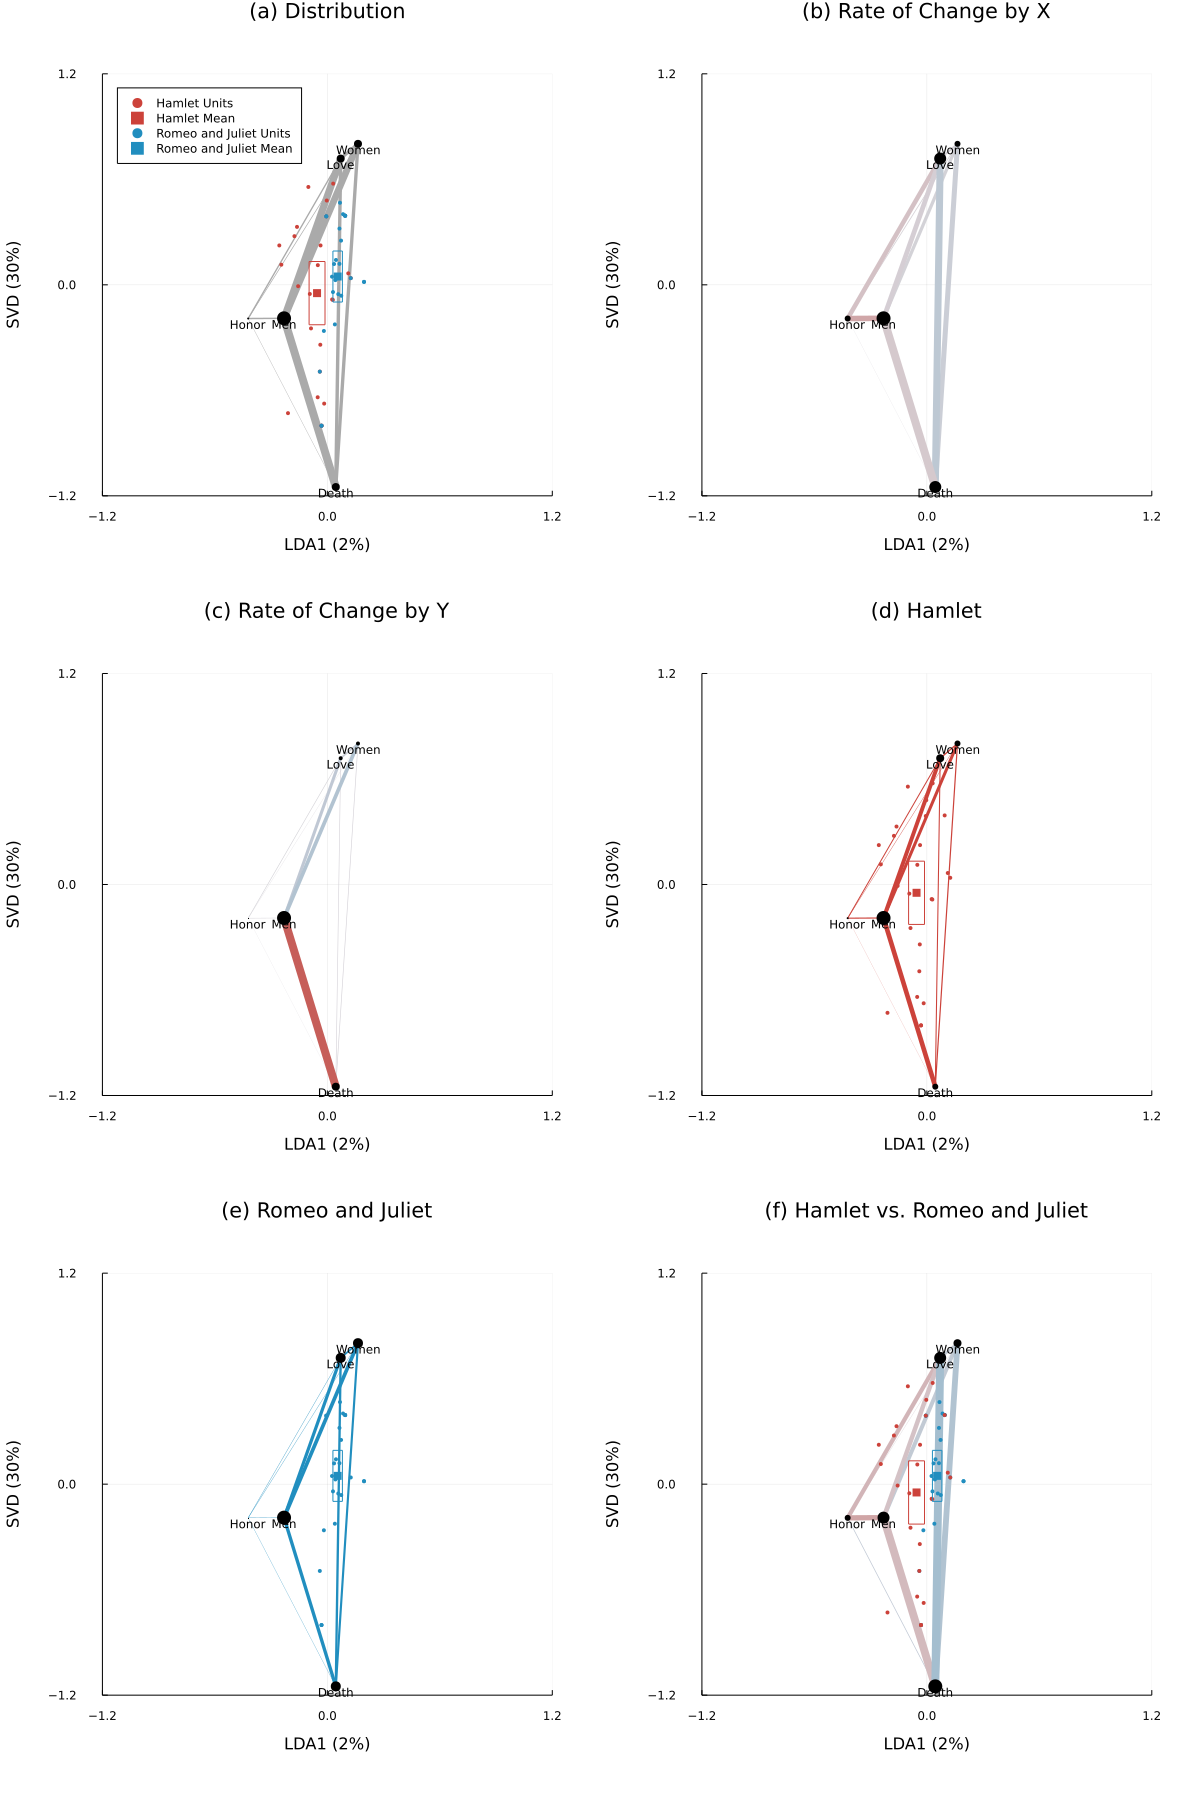 (a) Distribution
(b) Rate of Change by X
1.2
Hamlet Units
Hamlet Mean
Romeo and Juliet Units
Romeo and Juliet Mean
Women
Love
SVD (30%)
0.0
Honor Men
Death
−1.2
−1.2
0.0
1.2
LDA1 (2%)
1.2
Women
Love
SVD (30%)
0.0
Honor Men
Death
−1.2
−1.2
0.0
1.2
LDA1 (2%)
(c) Rate of Change by Y
(d) Hamlet
1.2
Women
Love
SVD (30%)
0.0
Honor Men
Death
−1.2
−1.2
0.0
1.2
LDA1 (2%)
1.2
Women
Love
SVD (30%)
0.0
Honor Men
Death
−1.2
−1.2
0.0
1.2
LDA1 (2%)
(e) Romeo and Juliet
(f) Hamlet vs. Romeo and Juliet
1.2
Women
Love
SVD (30%)
0.0
Honor Men
Death
−1.2
−1.2
0.0
1.2
LDA1 (2%)
1.2
Women
Love
SVD (30%)
0.0
Honor Men
Death
−1.2
−1.2
0.0
1.2
LDA1 (2%)